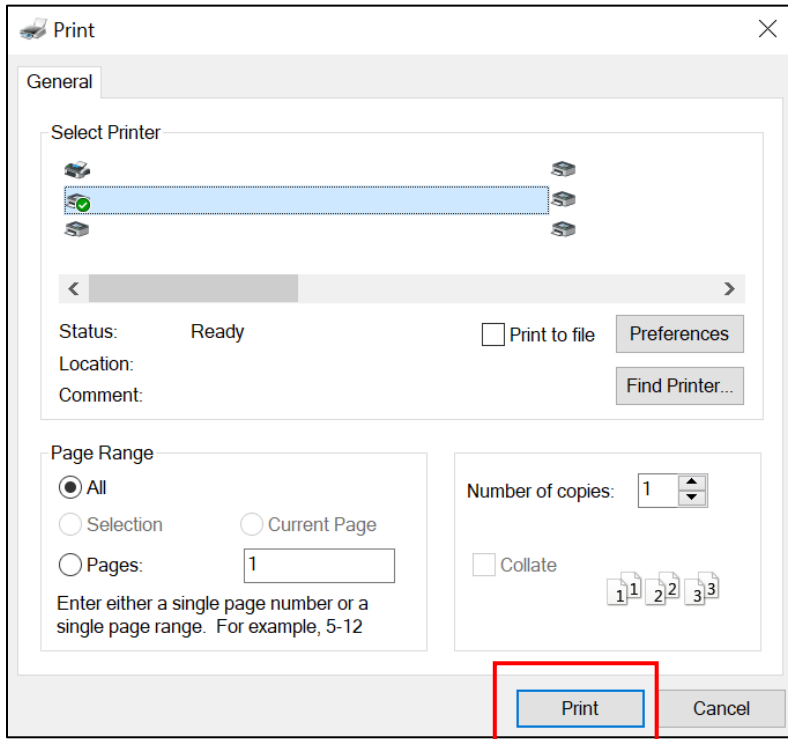 Print
General
Select Printer
Status: Ready
Print to file
Preferences
Location:
Find Printer...
Comment:
Page Range
All
Number of copies: 1
Selection
Current Page
Collate
Pages: 1
1 1 2 2 3 3
Enter either a single page number or a
single page range. For example, 5-12
Print
Cancel